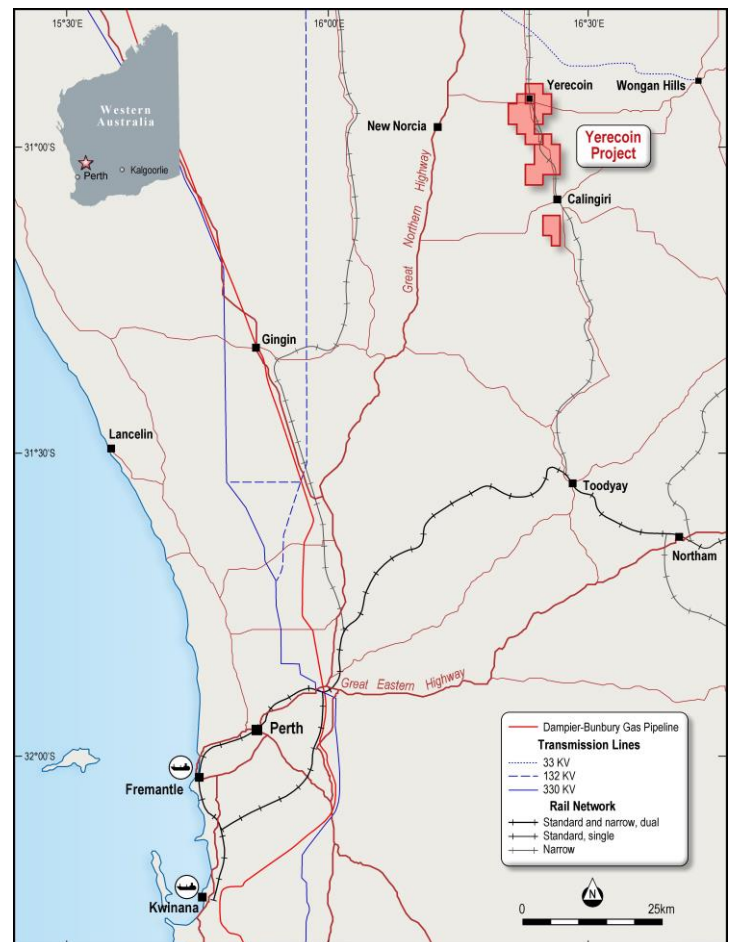 15°30'E
16°00'E
16°30'E
Western
Australia
Perth
Kalgoorlie
Yerecoin
Wongan Hills
New Norcia
Yerecoin
Project
31°00'S
Calingiri
Great Northern Highway
Gingin
Lancelin
31°30'S
Toodyay
Northam
Great Eastern Highway
Perth
32°00'S
Fremantle
Kwinana
Dampier-Bunbury Gas Pipeline
Transmission Lines
33 KV
132 KV
330 KV
Rail Network
Standard and narrow, dual
Standard, single
Narrow
N
0 25km